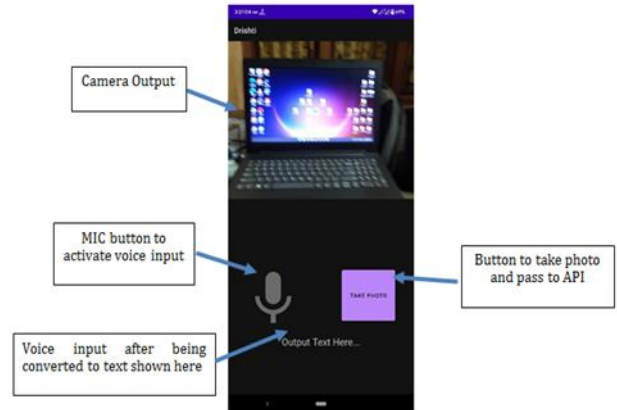 Drishti
Camera Output
MIC button to
activate voice input
Button to take photo
and pass to API
TAKE PHOTO
Voice input after being
converted to text shown here
Output Text Here...